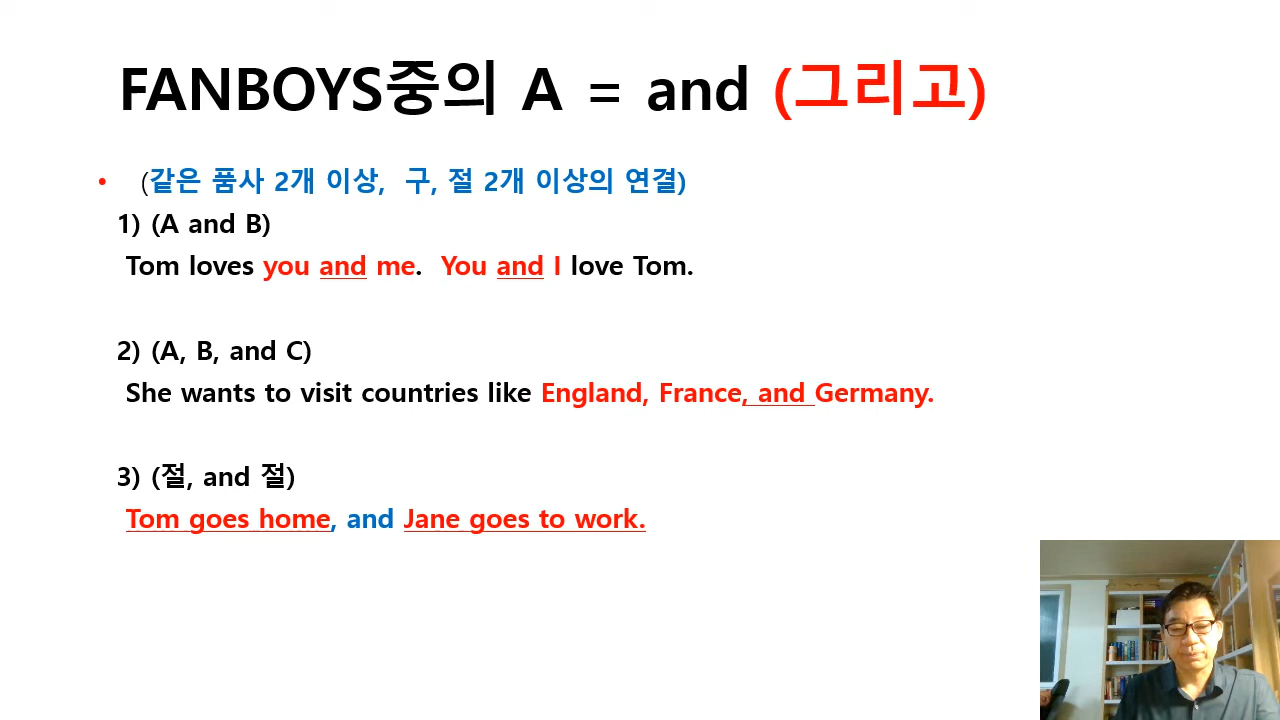 FANBOYS중의 A = and (그리고)
• (같은 품사 2개 이상, 구, 절 2개 이상의 연결)
1) (A and B)
Tom loves you and me. You and I love Tom.
2) (A, B, and C)
She wants to visit countries like England, France, and Germany.
3) (절, and 절)
Tom goes home, and Jane goes to work.